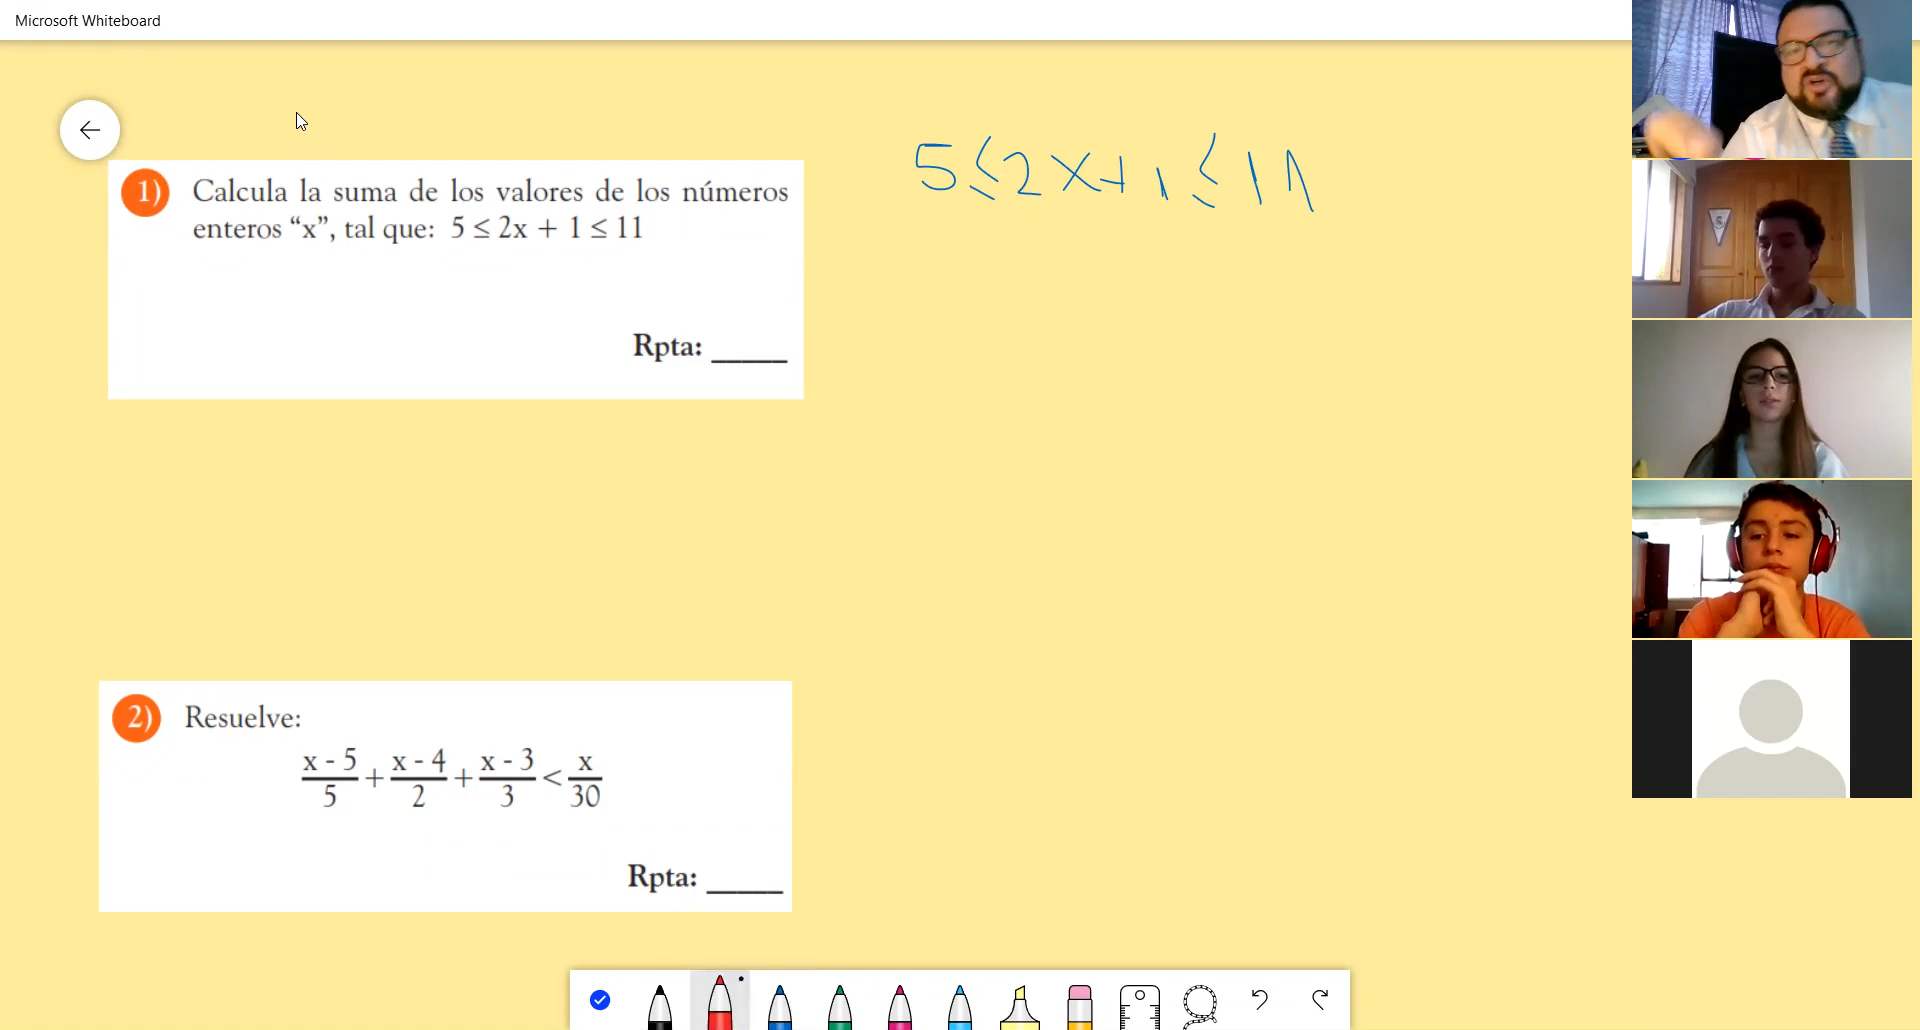 Microsoft Whiteboard
5 ≤ 2x + 1 ≤ 11
1) Calcula la suma de los valores de los números
enteros “x”, tal que: 5 ≤ 2x + 1 ≤ 11
Rpta: _____
2) Resuelve:
x - 5 / 5 + x - 4 / 2 + x - 3 / 3 < x / 30
Rpta: _____